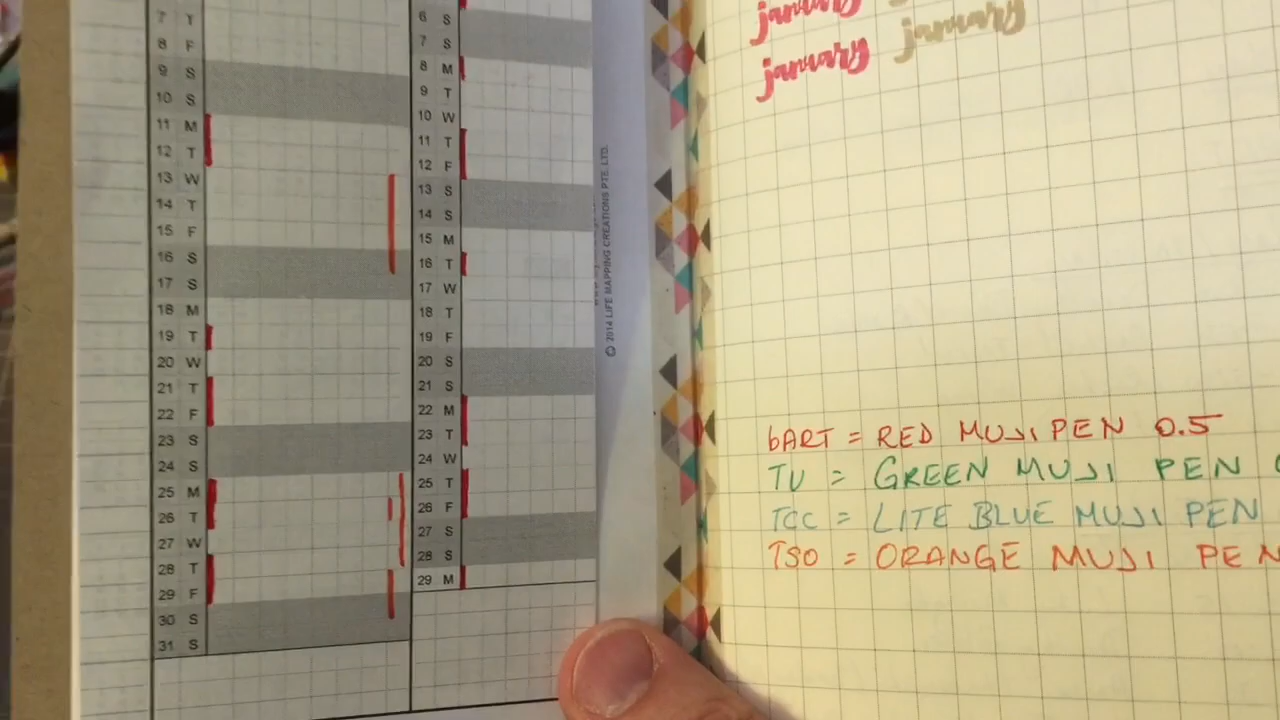 7 T
8 F
9 S
10 S
11 M
12 T
13 W
14 T
15 F
16 S
17 S
18 M
19 T
20 W
21 T
22 F
23 S
24 S
25 M
26 T
27 W
28 T
29 F
30 S
31 S
6 S
7 S
8 M
9 T
10 W
11 T
12 F
13 S
14 S
15 M
16 T
17 W
18 T
19 F
20 S
21 S
22 M
23 T
24 W
25 T
26 F
27 S
28 S
29 M
© 2014 LIFE MAPPING CREATIONS PTE. LTD.
january
january
january
bART = RED MUJI PEN 0.5
TV = GREEN MUJI PEN
TCC = LITE BLUE MUJI PEN
TSO = ORANGE MUJI PEN